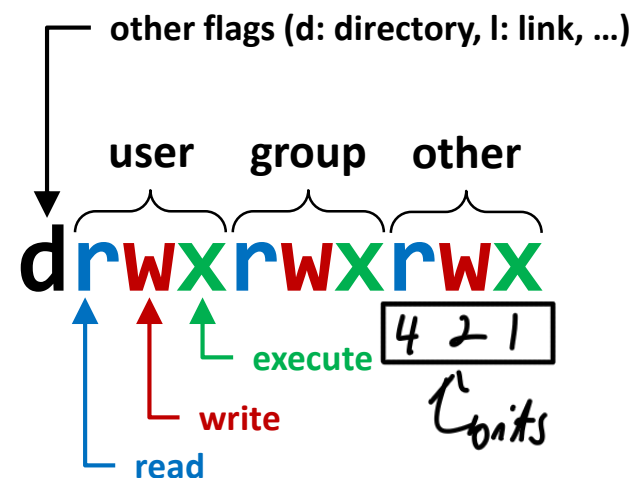 other flags (d: directory, l: link, …)
user group other
drwxrwxrwx
4 2 1
execute
bits
write
read